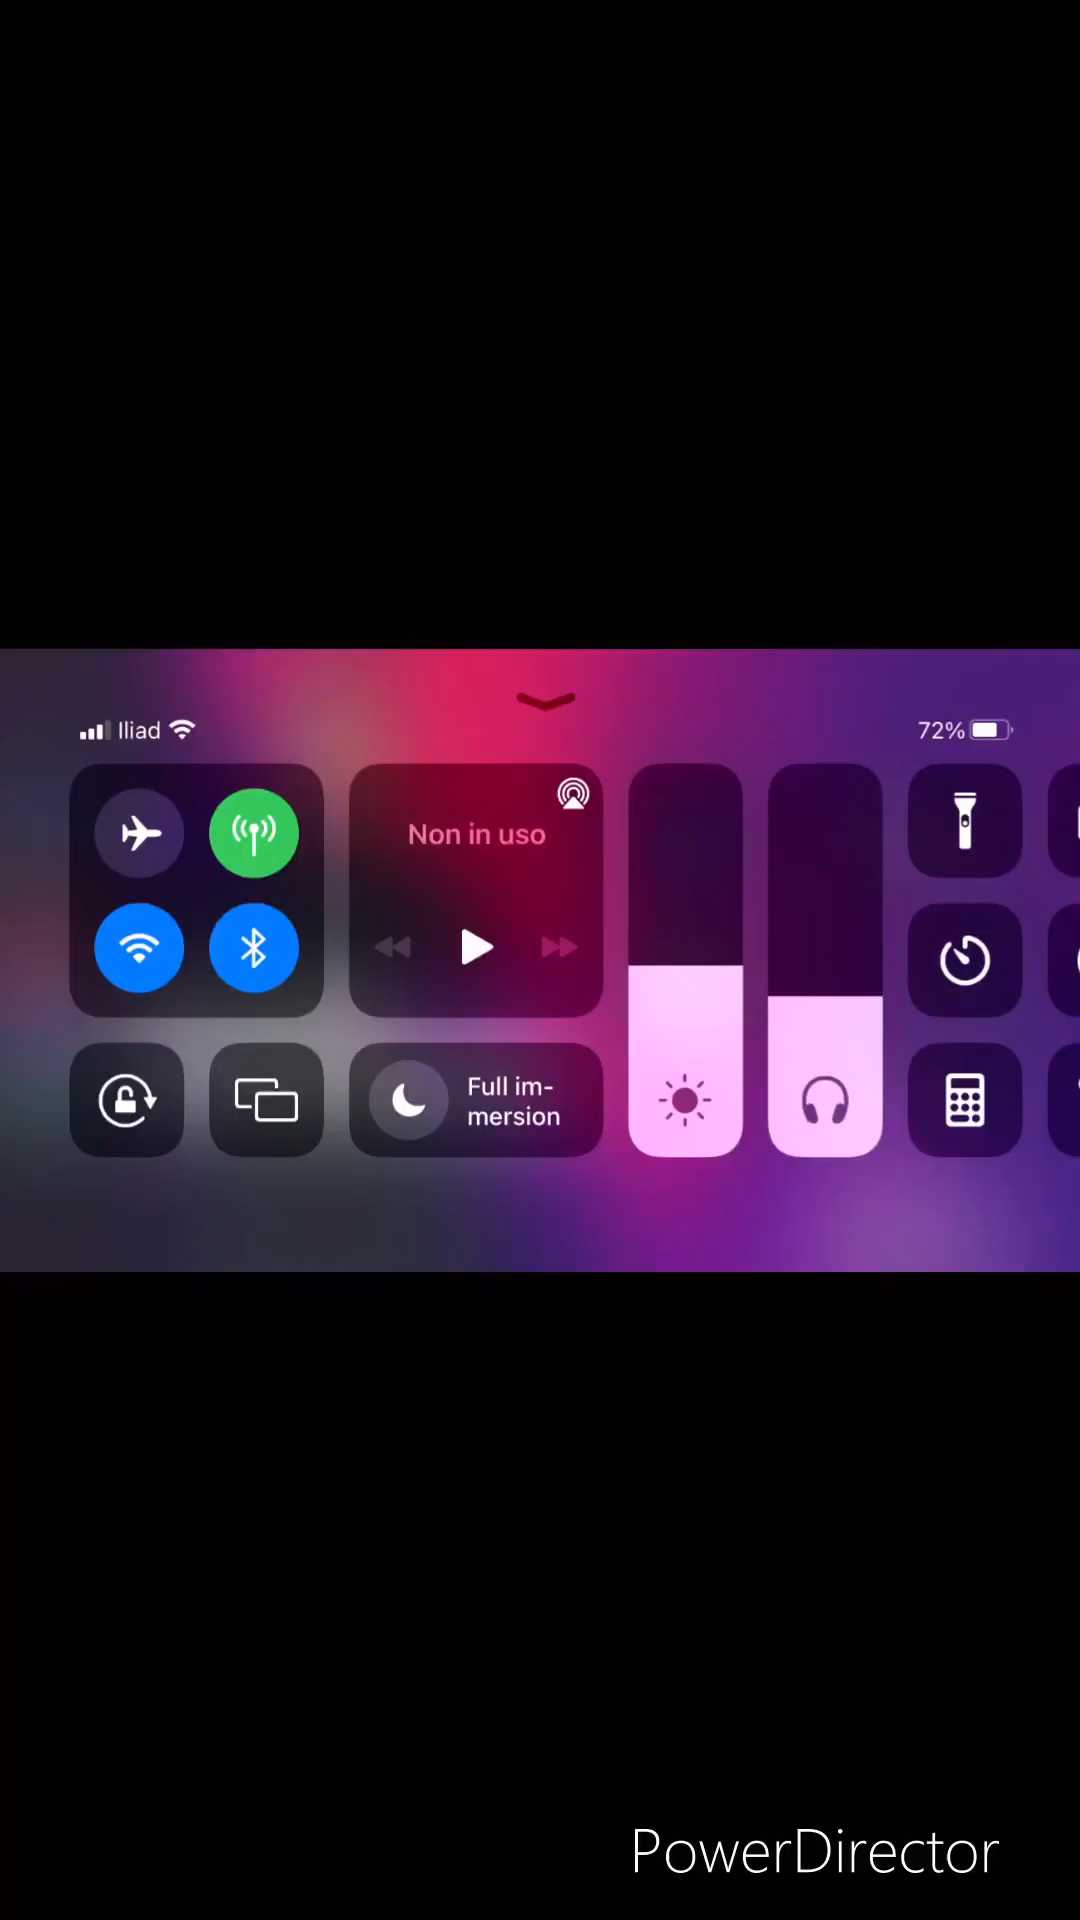 Iliad
72%
Non in uso
Full im-
mersion
PowerDirector